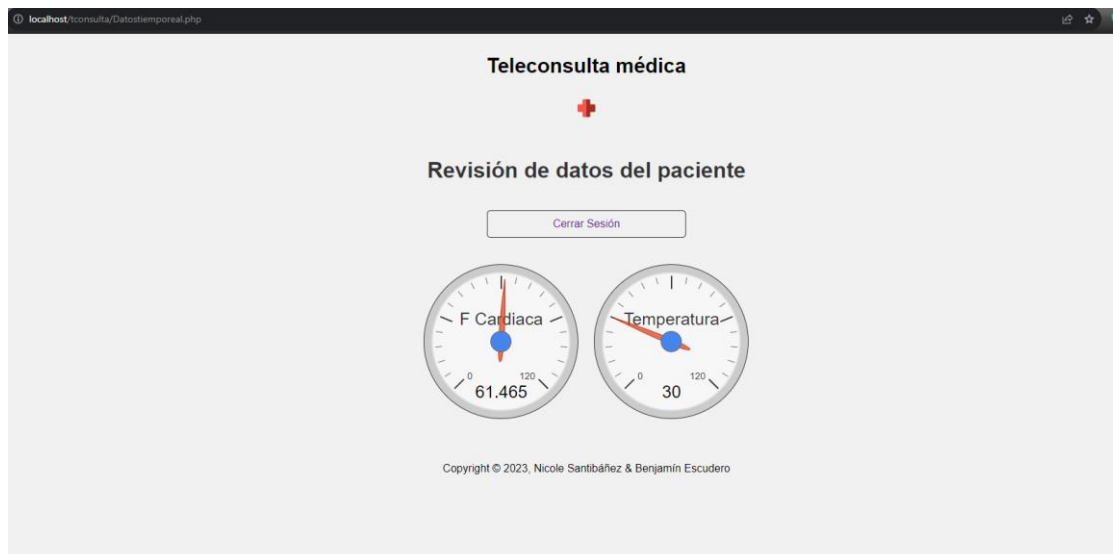 localhost/tconsulta/Datostiemporeal.php
Teleconsulta médica
Revisión de datos del paciente
Cerrar Sesión
F Cardiaca
0 120
61.465
Temperatura
0 120
30
Copyright © 2023, Nicole Santibáñez & Benjamín Escudero